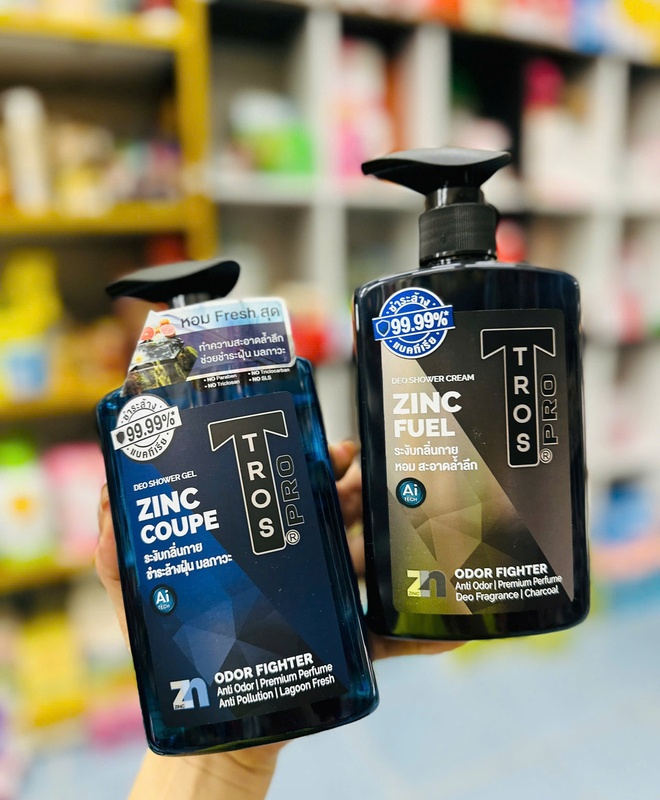 หอม Fresh สุด
ทำความสะอาดล้ำลึก
ช่วยชำระฝุ่น มลภาวะ
• NO Paraben • NO Triclocarban
• NO Triclosan • NO SLS
ชำระล้าง
99.99%*
แบคทีเรีย
DEO SHOWER GEL
ZINC
COUPE
ระงับกลิ่นกาย
ชำระล้างฝุ่น มลภาวะ
Ai
TECH
TROS
®PRO
Zn
ZINC
ODOR FIGHTER
Anti Odor | Premium Perfume
Anti Pollution | Lagoon Fresh
ชำระล้าง
99.99%*
แบคทีเรีย
DEO SHOWER CREAM
ZINC
FUEL
ระงับกลิ่นกาย
หอม สะอาดล้ำลึก
Ai
TECH
TROS
®PRO
Zn
ZINC
ODOR FIGHTER
Anti Odor | Premium Perfume
Deo Fragrance | Charcoal